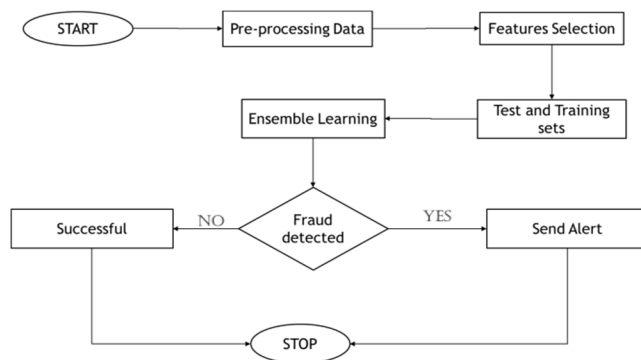 START
Pre-processing Data
Features Selection
Ensemble Learning
Test and Training
sets
Successful
NO
Fraud
detected
YES
Send Alert
STOP